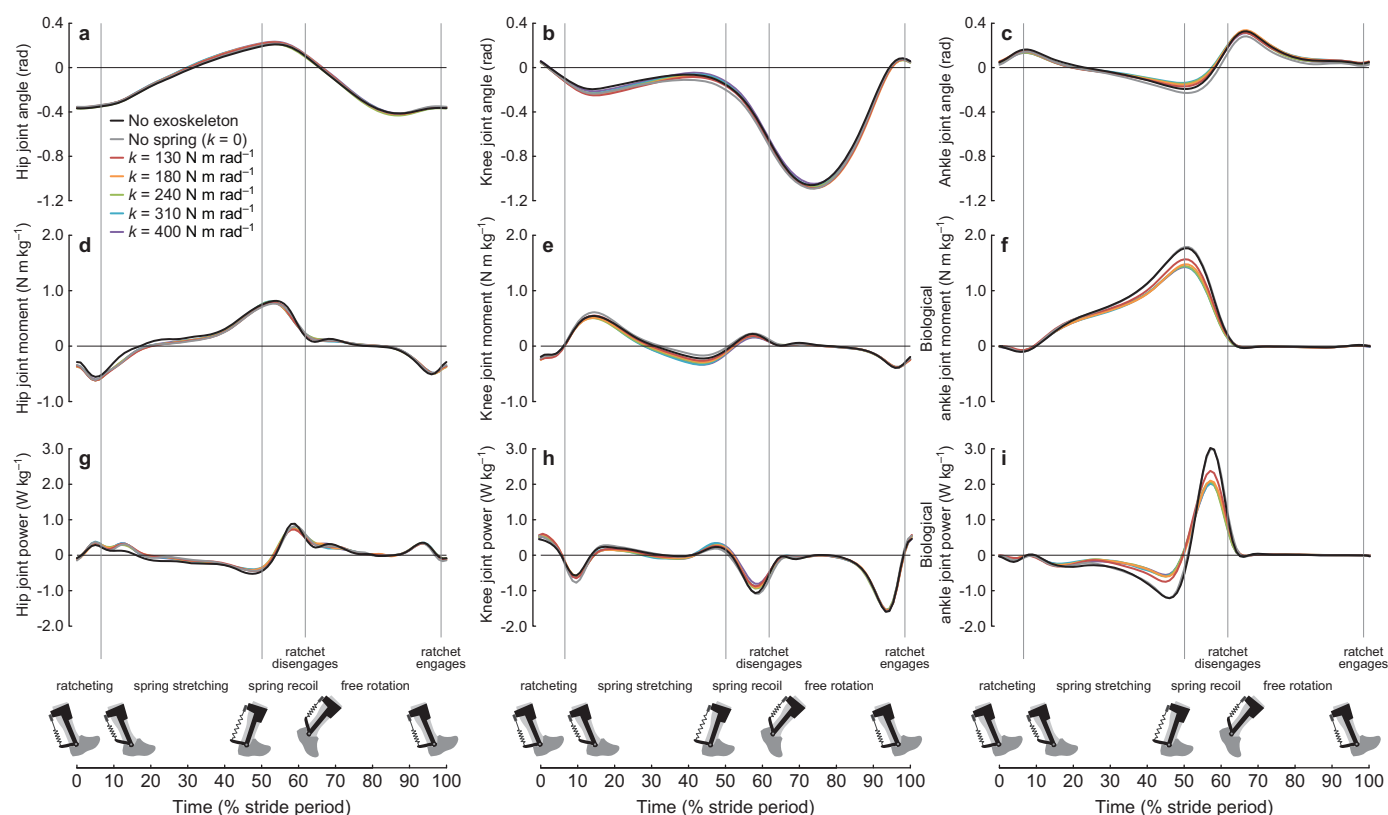 a
0.4
0
-0.4
-0.8
-1.2
Hip joint angle (rad)
No exoskeleton
No spring (k = 0)
k = 130 N m rad⁻¹
k = 180 N m rad⁻¹
k = 240 N m rad⁻¹
k = 310 N m rad⁻¹
k = 400 N m rad⁻¹
b
0.4
0
-0.4
-0.8
-1.2
Knee joint angle (rad)
c
0.4
0
-0.4
-0.8
-1.2
Ankle joint angle (rad)
d
2.0
1.0
0
-1.0
Hip joint moment (N m kg⁻¹)
e
2.0
1.0
0
-1.0
Knee joint moment (N m kg⁻¹)
f
2.0
1.0
0
-1.0
Biological
ankle joint moment (N m kg⁻¹)
g
3.0
2.0
1.0
0
-1.0
-2.0
Hip joint power (W kg⁻¹)
h
3.0
2.0
1.0
0
-1.0
-2.0
Knee joint power (W kg⁻¹)
i
3.0
2.0
1.0
0
-1.0
-2.0
Biological
ankle joint power (W kg⁻¹)
ratchet
disengages
ratchet
engages
ratcheting
spring stretching
spring recoil
free rotation
0 10 20 30 40 50 60 70 80 90 100
Time (% stride period)
ratchet
disengages
ratchet
engages
ratcheting
spring stretching
spring recoil
free rotation
0 10 20 30 40 50 60 70 80 90 100
Time (% stride period)
ratchet
disengages
ratchet
engages
ratcheting
spring stretching
spring recoil
free rotation
0 10 20 30 40 50 60 70 80 90 100
Time (% stride period)